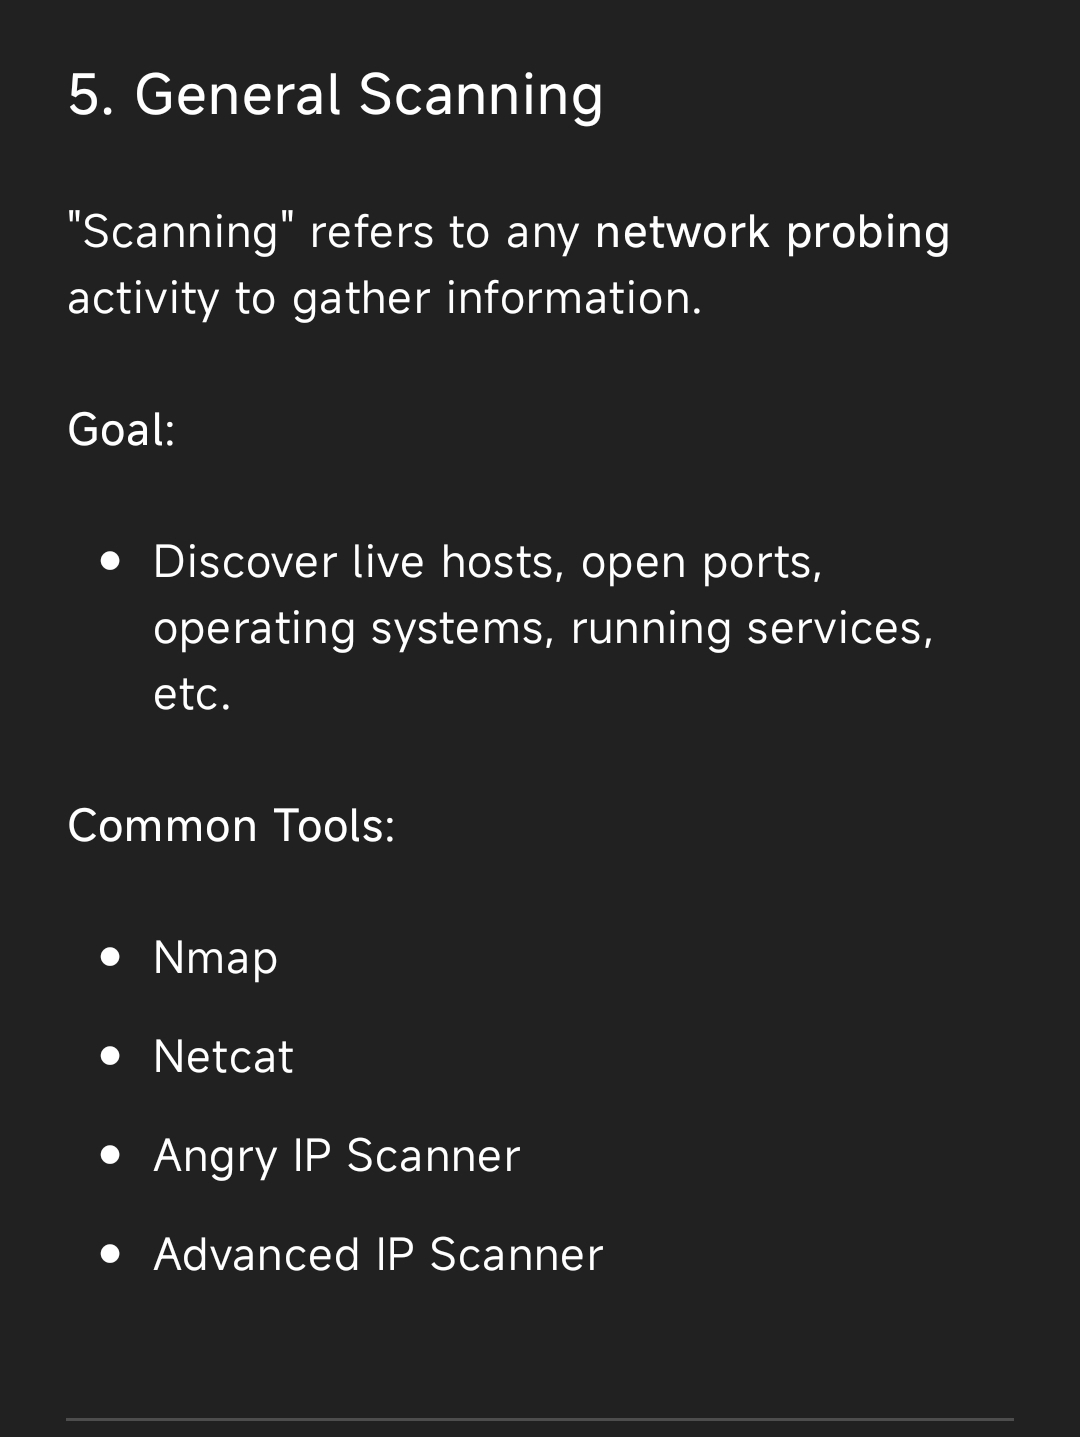 5. General Scanning
"Scanning" refers to any network probing
activity to gather information.
Goal:
• Discover live hosts, open ports,
operating systems, running services,
etc.
Common Tools:
• Nmap
• Netcat
• Angry IP Scanner
• Advanced IP Scanner